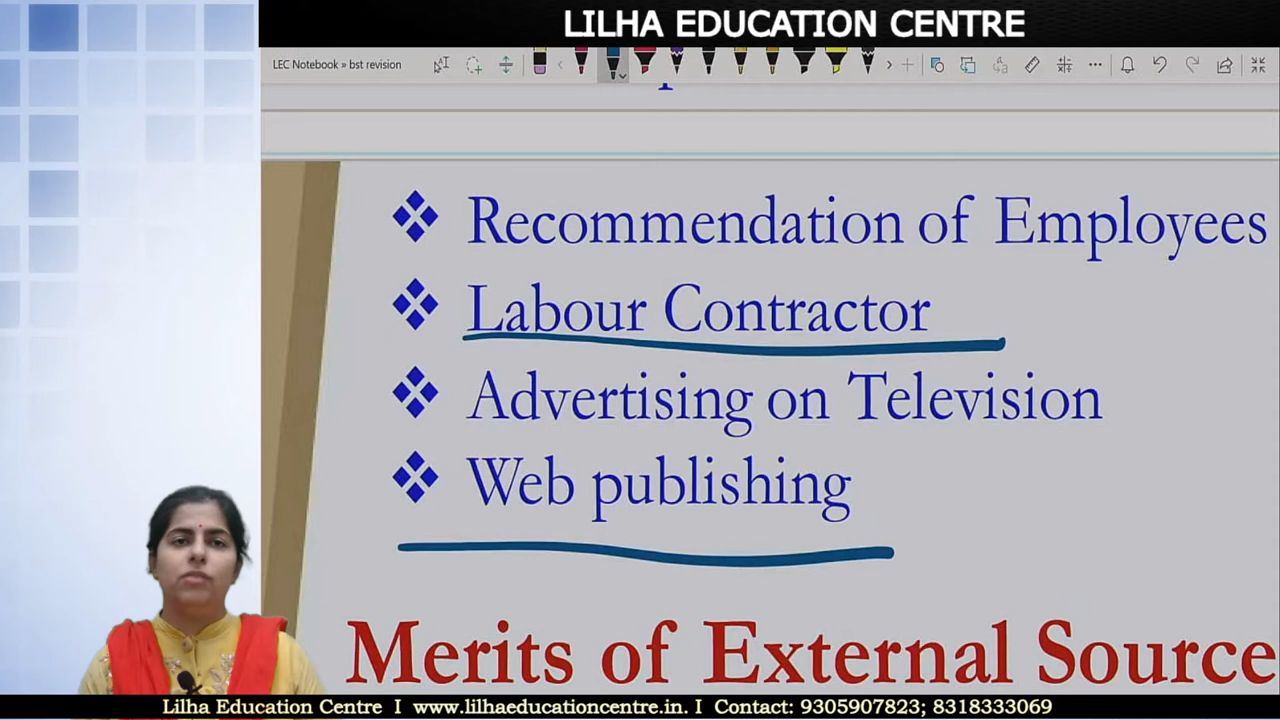 LILHA EDUCATION CENTRE
LEC Notebook » bst revision
Recommendation of Employees
Labour Contractor
Advertising on Television
Web publishing
Merits of External Source
Lilha Education Centre I www.lilhaeducationcentre.in. I Contact: 9305907823; 8318333069